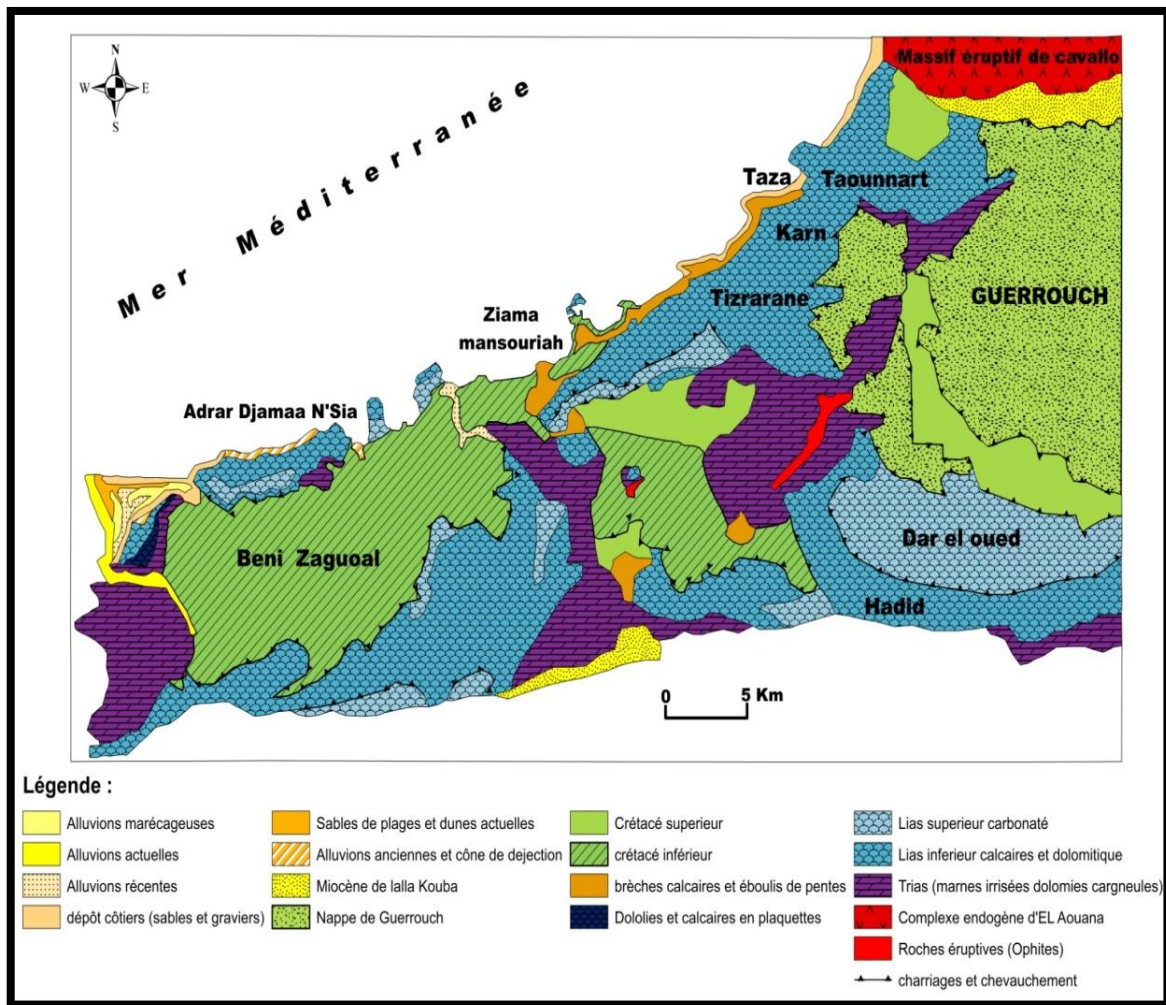 N
W E
S
Massif éruptif de cavallo
Mer Méditerranée
Taza
Taounnart
Karn
Tizrarane
GUERROUCH
Ziama
mansouriah
Adrar Djamaa N'Sia
Beni Zaguoal
Dar el oued
Hadid
0 5 Km
Légende :
Alluvions marécageuses
Alluvions actuelles
Alluvions récentes
dépôt côtiers (sables et graviers)
Sables de plages et dunes actuelles
Alluvions anciennes et cône de dejection
Miocène de lalla Kouba
Nappe de Guerrouch
Crétacé superieur
crétacé inférieur
brèches calcaires et éboulis de pentes
Dololies et calcaires en plaquettes
Lias superieur carbonaté
Lias inferieur calcaires et dolomitique
Trias (marnes irrisées dolomies cargneules)
Complexe endogène d'EL Aouana
Roches éruptives (Ophites)
charriages et chevauchement